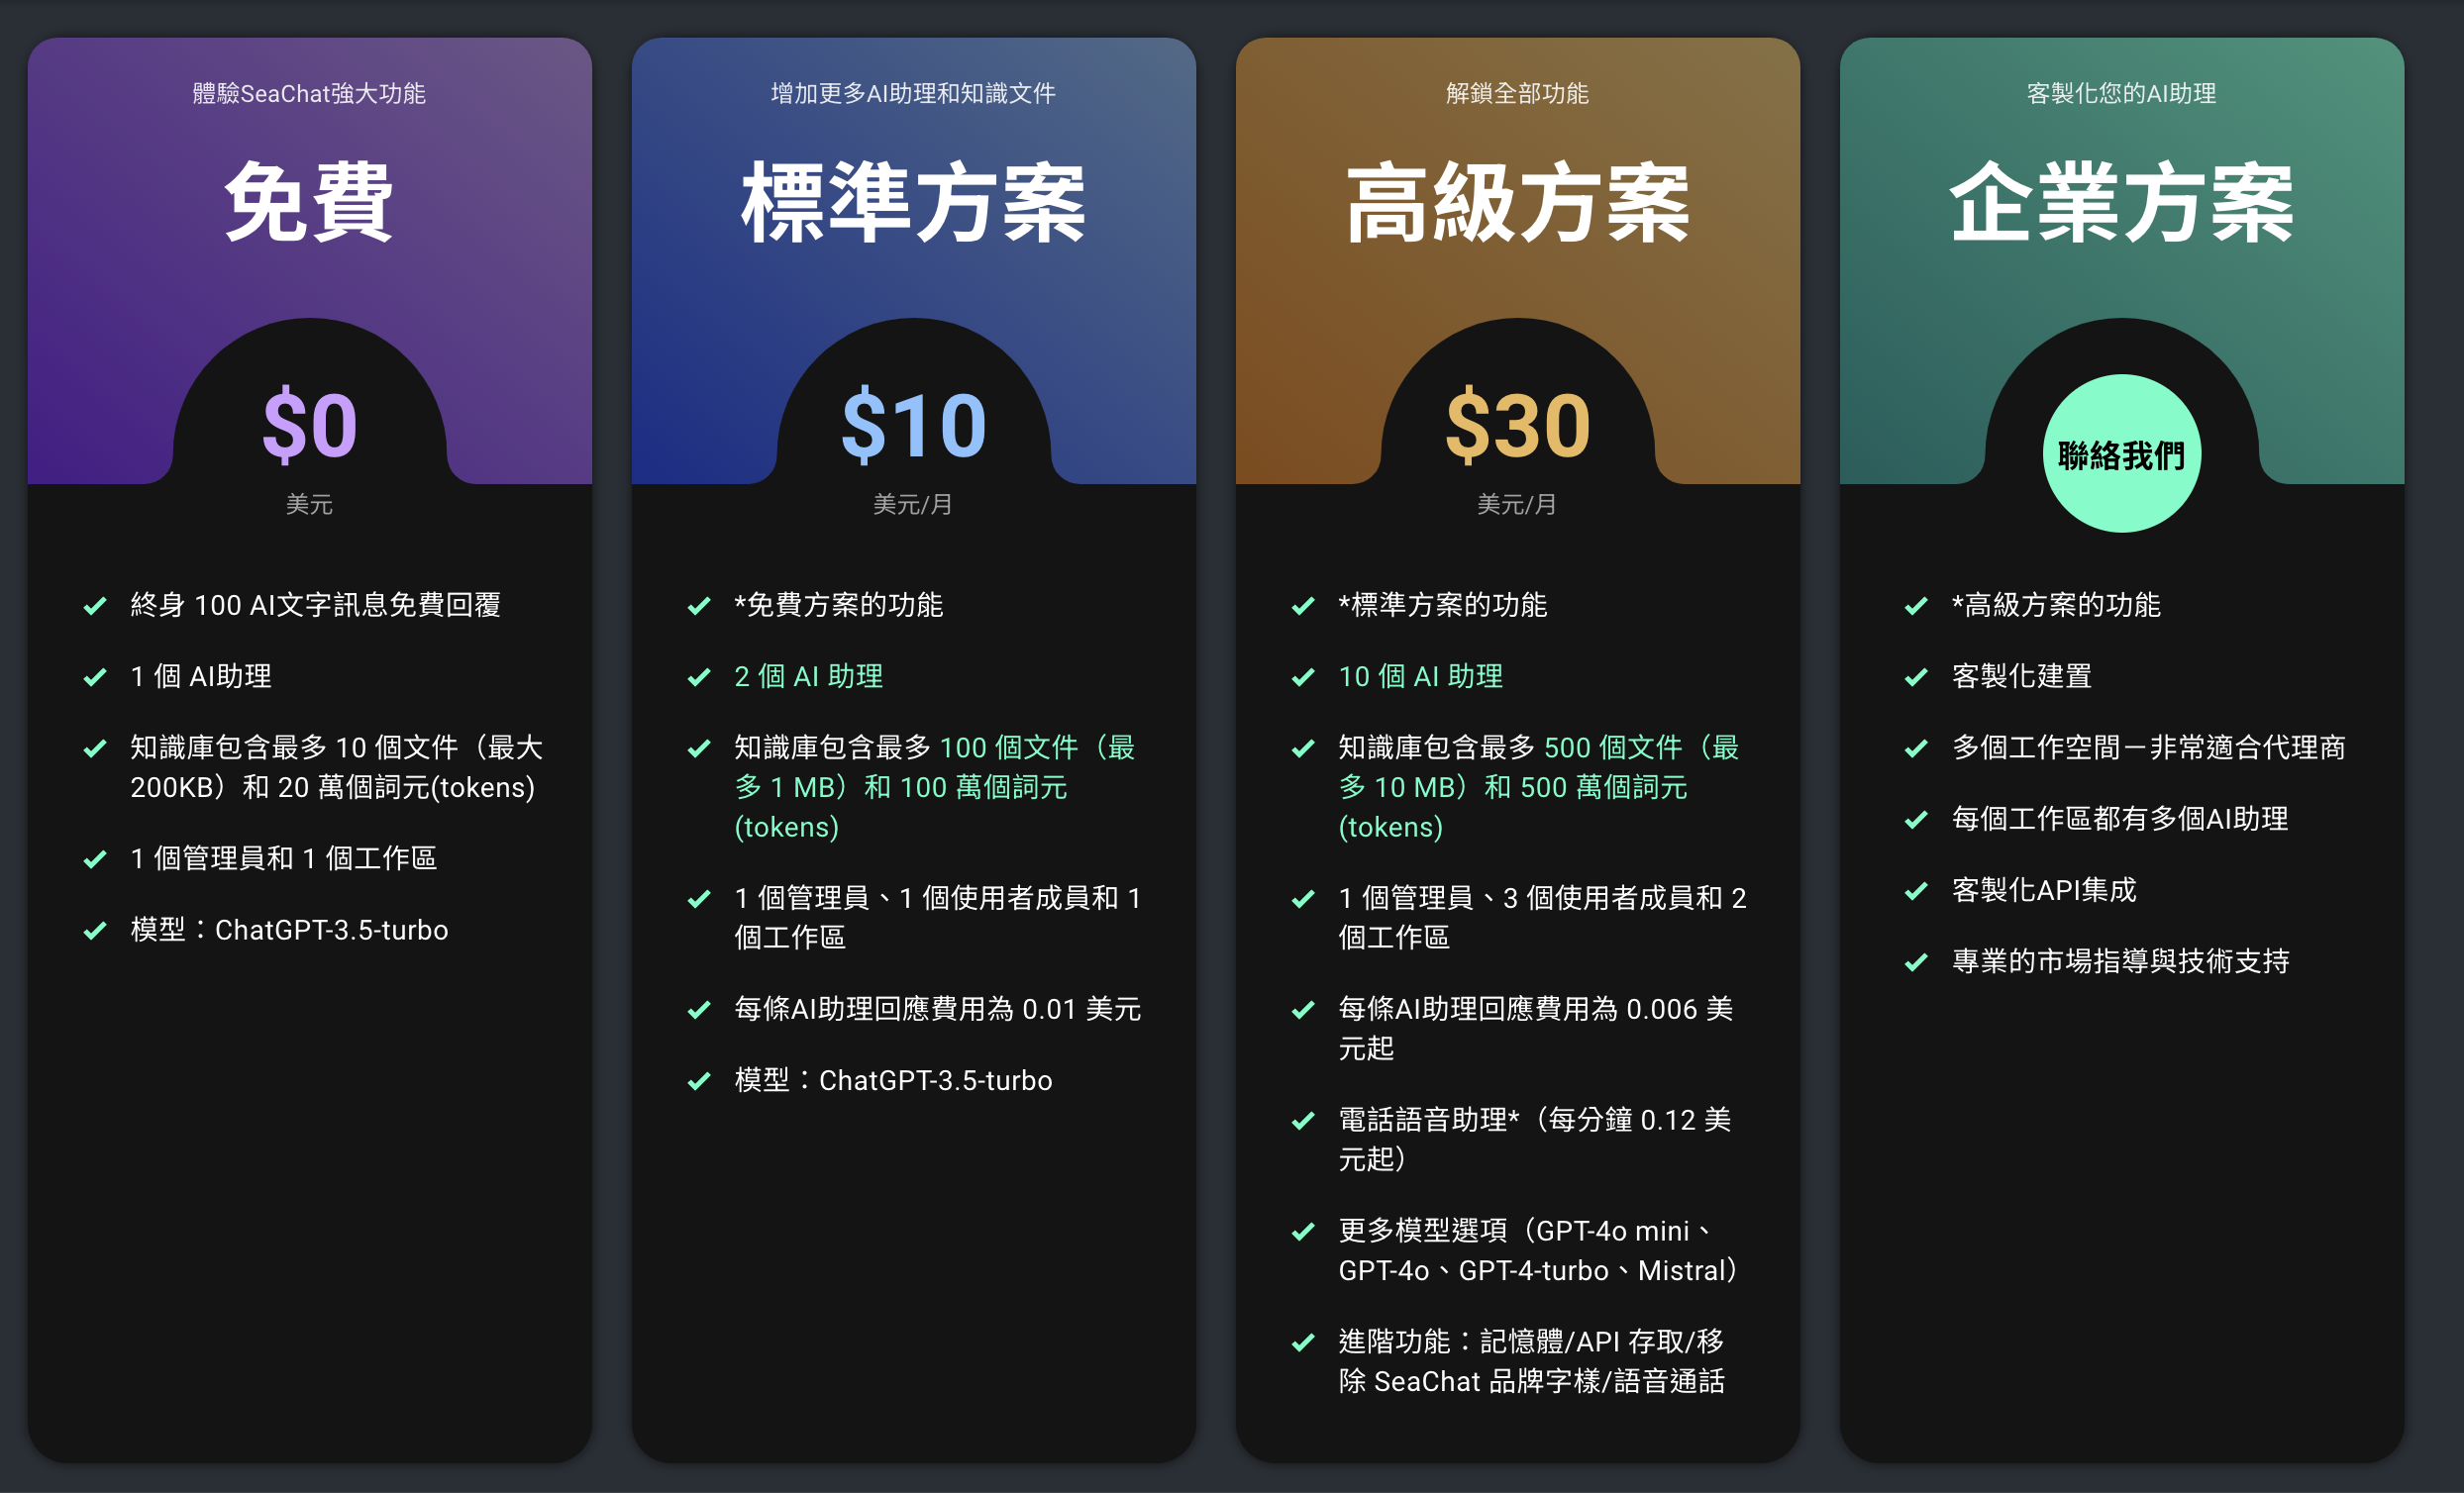 體驗SeaChat強大功能
免費
$0
美元
終身 100 AI文字訊息免費回覆
1 個 AI助理
知識庫包含最多 10 個文件（最大
200KB）和 20 萬個詞元(tokens)
1 個管理員和 1 個工作區
模型：ChatGPT-3.5-turbo
增加更多AI助理和知識文件
標準方案
$10
美元/月
*免費方案的功能
2 個 AI 助理
知識庫包含最多 100 個文件（最
多 1 MB）和 100 萬個詞元
(tokens)
1 個管理員、1 個使用者成員和 1
個工作區
每條AI助理回應費用為 0.01 美元
模型：ChatGPT-3.5-turbo
解鎖全部功能
高級方案
$30
美元/月
*標準方案的功能
10 個 AI 助理
知識庫包含最多 500 個文件（最
多 10 MB）和 500 萬個詞元
(tokens)
1 個管理員、3 個使用者成員和 2
個工作區
每條AI助理回應費用為 0.006 美
元起
電話語音助理*（每分鐘 0.12 美
元起）
更多模型選項（GPT-4o mini、
GPT-4o、GPT-4-turbo、Mistral）
進階功能：記憶體/API 存取/移
除 SeaChat 品牌字樣/語音通話
客製化您的AI助理
企業方案
聯絡我們
*高級方案的功能
客製化建置
多個工作空間－非常適合代理商
每個工作區都有多個AI助理
客製化API集成
專業的市場指導與技術支持